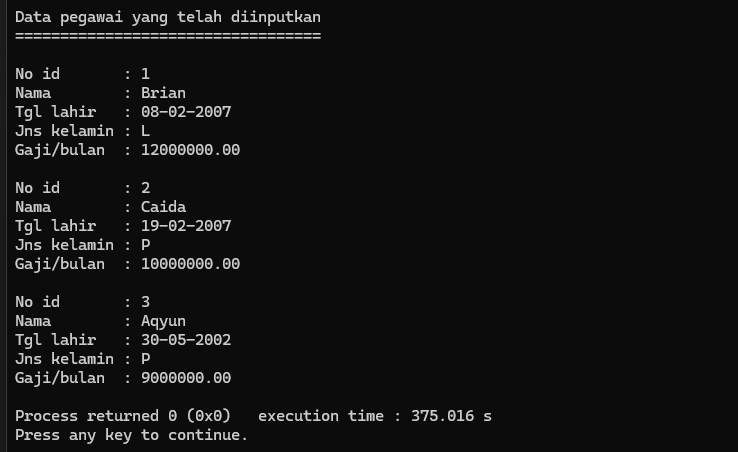 Data pegawai yang telah diinputkan
==================================
No id       : 1
Nama        : Brian
Tgl lahir   : 08-02-2007
Jns kelamin : L
Gaji/bulan  : 12000000.00
No id       : 2
Nama        : Caida
Tgl lahir   : 19-02-2007
Jns kelamin : P
Gaji/bulan  : 10000000.00
No id       : 3
Nama        : Aqyun
Tgl lahir   : 30-05-2002
Jns kelamin : P
Gaji/bulan  : 9000000.00
Process returned 0 (0x0)   execution time : 375.016 s
Press any key to continue.